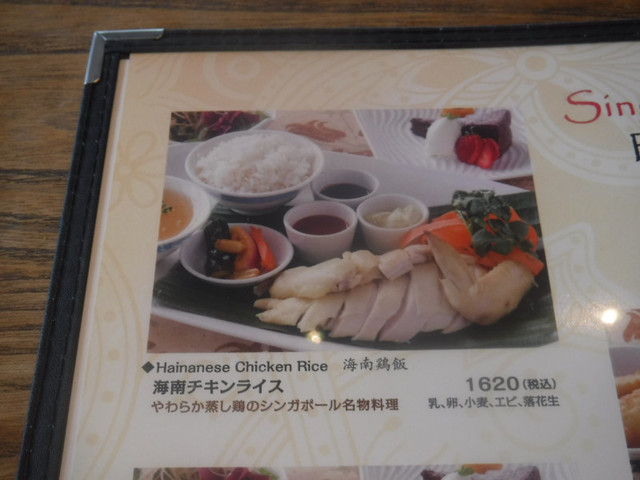 Sin
◆Hainanese Chicken Rice 海南鶏飯
海南チキンライス 1620(税込)
やわらか蒸し鶏のシンガポール名物料理 乳、卵、小麦、エビ、落花生